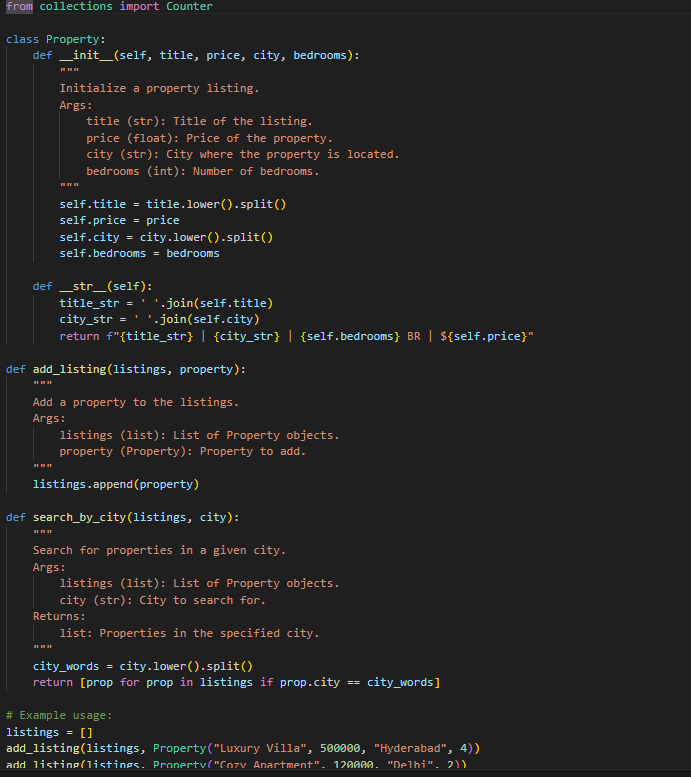 from collections import Counter

class Property:
    def __init__(self, title, price, city, bedrooms):
        """
        Initialize a property listing.
        Args:
            title (str): Title of the listing.
            price (float): Price of the property.
            city (str): City where the property is located.
            bedrooms (int): Number of bedrooms.
        """
        self.title = title.lower().split()
        self.price = price
        self.city = city.lower().split()
        self.bedrooms = bedrooms

    def __str__(self):
        title_str = ' '.join(self.title)
        city_str = ' '.join(self.city)
        return f"{title_str} | {city_str} | {self.bedrooms} BR | ${self.price}"

def add_listing(listings, property):
    """
    Add a property to the listings.
    Args:
        listings (list): List of Property objects.
        property (Property): Property to add.
    """
    listings.append(property)

def search_by_city(listings, city):
    """
    Search for properties in a given city.
    Args:
        listings (list): List of Property objects.
        city (str): City to search for.
    Returns:
        list: Properties in the specified city.
    """
    city_words = city.lower().split()
    return [prop for prop in listings if prop.city == city_words]

# Example usage:
listings = []
add_listing(listings, Property("Luxury Villa", 500000, "Hyderabad", 4))
add_listing(listings, Property("Cozy Apartment", 120000, "Delhi", 2))